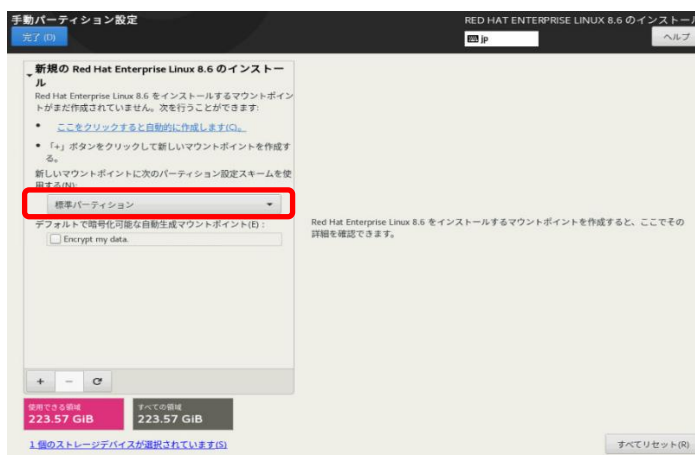 手動パーティション設定
RED HAT ENTERPRISE LINUX 8.6 のインストー
完了 (D)
jp
ヘルプ
新規の Red Hat Enterprise Linux 8.6 のインストー
ル
Red Hat Enterprise Linux 8.6 をインストールするマウントポイン
トがまだ作成されていません。次を行うことができます:
• ここをクリックすると自動的に作成します(C)。
• 「+」ボタンをクリックして新しいマウントポイントを作成す
る。
新しいマウントポイントに次のパーティション設定スキームを使
用する(N):
標準パーティション
デフォルトで暗号化可能な自動生成マウントポイント(E) :
Encrypt my data.
Red Hat Enterprise Linux 8.6 をインストールするマウントポイントを作成すると、ここでその
詳細を確認できます。
+ −
使用できる領域
223.57 GiB
すべての領域
223.57 GiB
1 個のストレージデバイスが選択されています(S)
すべてリセット(R)